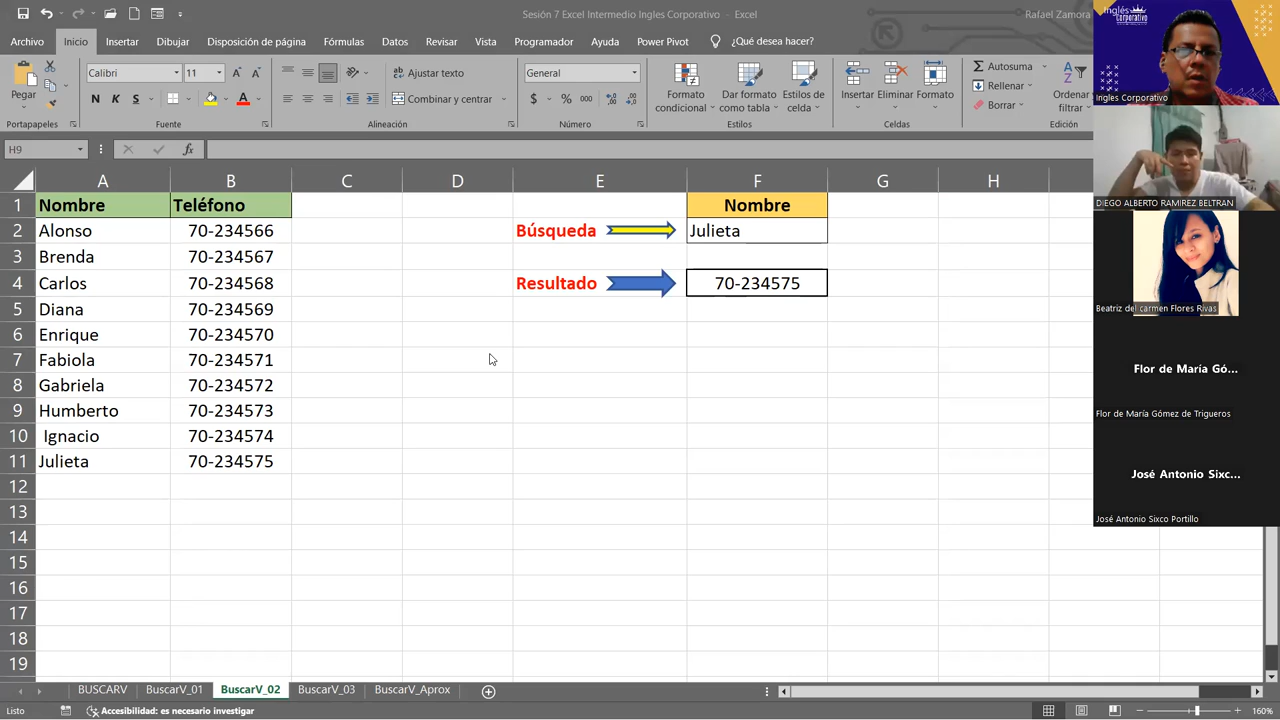 Sesión 7 Excel Intermedio Ingles Corporativo - Excel
Rafael Zamora
Archivo Inicio Insertar Dibujar Disposición de página Fórmulas Datos Revisar Vista Programador Ayuda Power Pivot ¿Qué desea hacer?
Pegar
Calibri 11
N K S
Ajustar texto
Combinar y centrar
General
$ % 000
Formato condicional
Dar formato como tabla
Estilos de celda
Insertar Eliminar Formato
Autosuma
Rellenar
Borrar
Ordenar
filtrar
Portapapeles Fuente Alineación Número Estilos Celdas Edición
H9 fx
A B C D E F G H
1 Nombre Teléfono Nombre
2 Alonso 70-234566 Búsqueda Julieta
3 Brenda 70-234567
4 Carlos 70-234568 Resultado 70-234575
5 Diana 70-234569
6 Enrique 70-234570
7 Fabiola 70-234571
8 Gabriela 70-234572
9 Humberto 70-234573
10 Ignacio 70-234574
11 Julieta 70-234575
12
13
14
15
16
17
18
19
BUSCARV BuscarV_01 BuscarV_02 BuscarV_03 BuscarV_Aprox
Listo Accesibilidad: es necesario investigar 160%
Inglés
Corporativo
Ingles Corporativo
DIEGO ALBERTO RAMIREZ BELTRAN
Beatriz del carmen Flores Rivas
Flor de María Gó...
Flor de María Gómez de Trigueros
José Antonio Sixc...
José Antonio Sixco Portillo